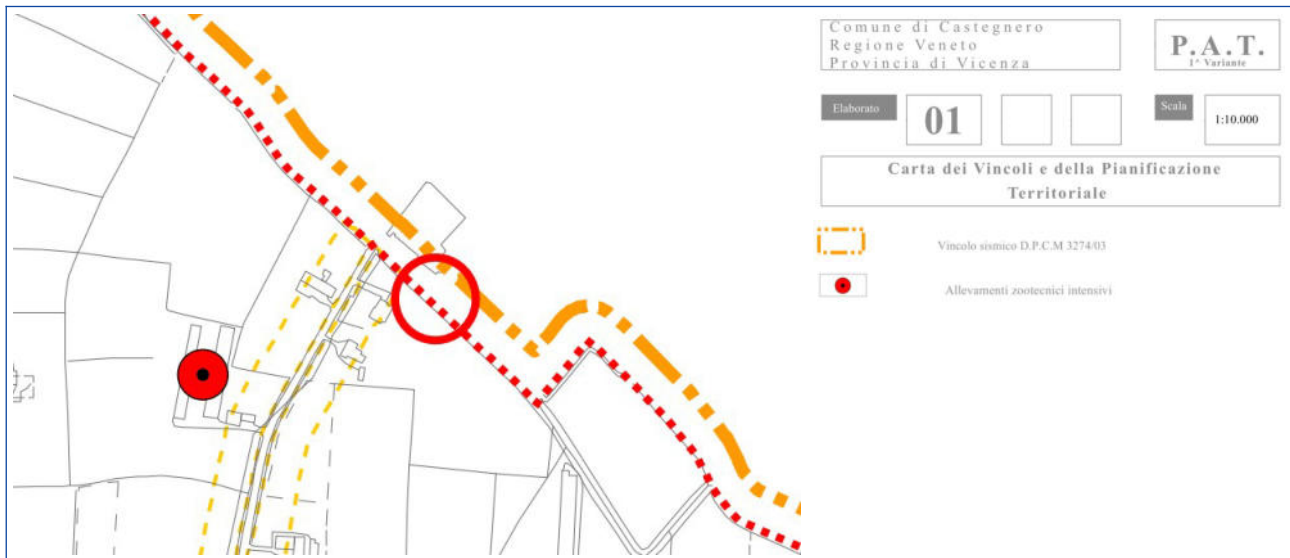 Comune di Castegnero
Regione Veneto
Provincia di Vicenza
P.A.T.
1^ Variante
Elaborato
01
Scala
1:10.000
Carta dei Vincoli e della Pianificazione
Territoriale
Vincolo sismico D.P.C.M 3274/03
Allevamenti zootecnici intensivi